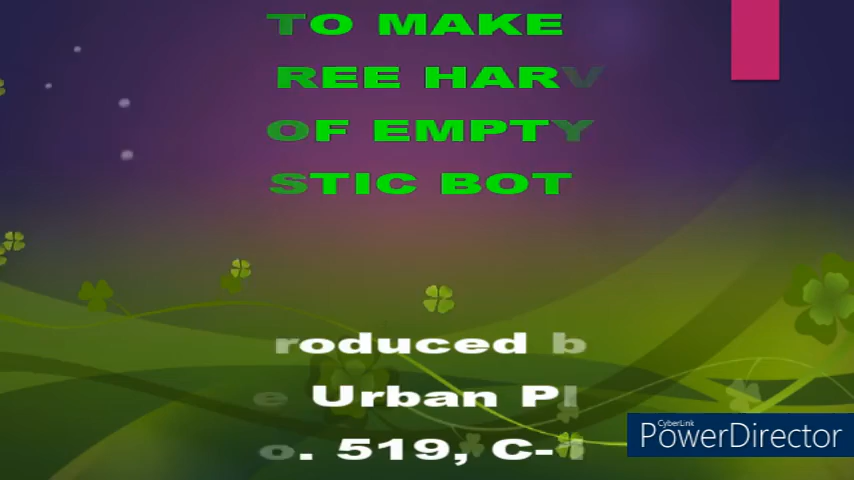 TO MAKE
REE HARV
OF EMPTY
STIC BOT
roduced b
e Urban Pl
o. 519, C-
CyberLink
PowerDirector